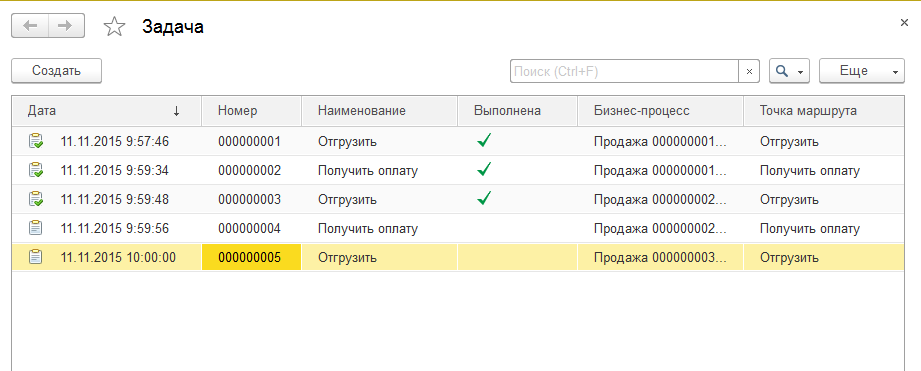 Задача
Создать Поиск (Ctrl+F) Еще
Дата Номер Наименование Выполнена Бизнес-процесс Точка маршрута
11.11.2015 9:57:46 000000001 Отгрузить Продажа 000000001... Отгрузить
11.11.2015 9:59:34 000000002 Получить оплату Продажа 000000001... Получить оплату
11.11.2015 9:59:48 000000003 Отгрузить Продажа 000000002... Отгрузить
11.11.2015 9:59:56 000000004 Получить оплату Продажа 000000002... Получить оплату
11.11.2015 10:00:00 000000005 Отгрузить Продажа 000000003... Отгрузить